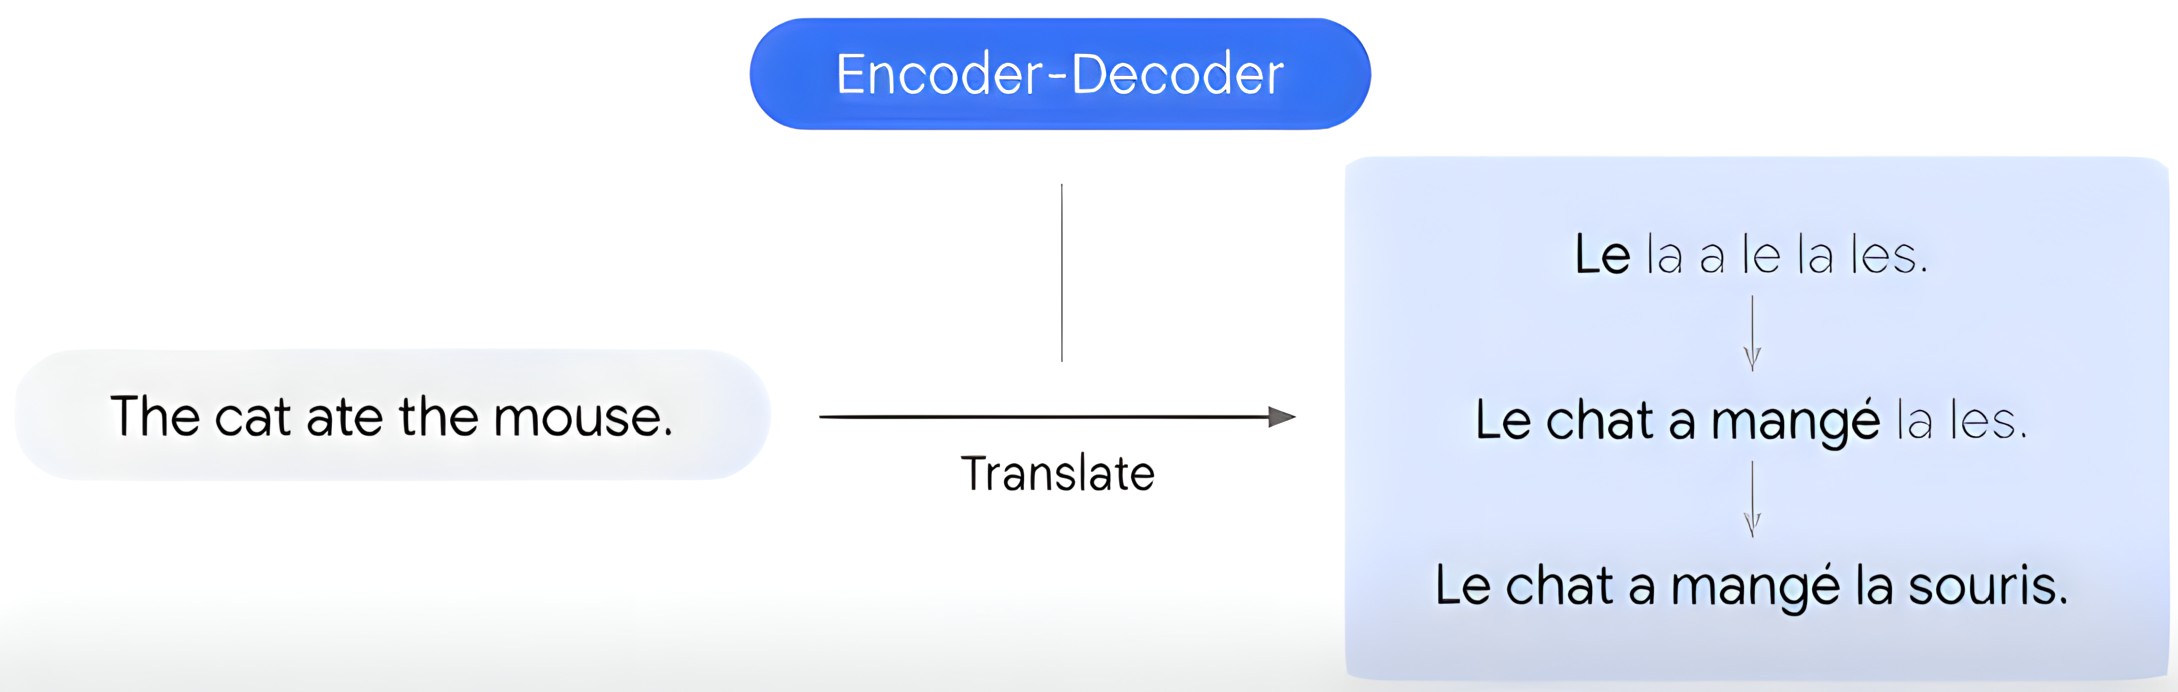 Encoder-Decoder
The cat ate the mouse.
Translate
Le la a le la les.
Le chat a mangé la les.
Le chat a mangé la souris.